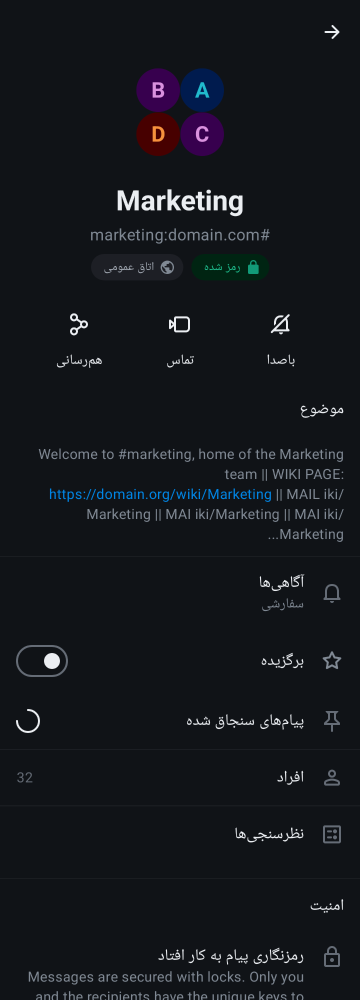 B A
D C
Marketing
marketing:domain.com#
رمز شده
اتاق عمومی
باصدا
تماس
هم‌رسانی
موضوع
Welcome to #marketing, home of the Marketing
team || WIKI PAGE:
https://domain.org/wiki/Marketing || MAIL iki/
Marketing || MAI iki/Marketing || MAI iki/
Marketing...
آگاهی‌ها
سفارشی
برگزیده
پیام‌های سنجاق شده
افراد
32
نظرسنجی‌ها
امنیت
رمزنگاری پیام به کار افتاد
Messages are secured with locks. Only you
and the recipients have the unique keys to